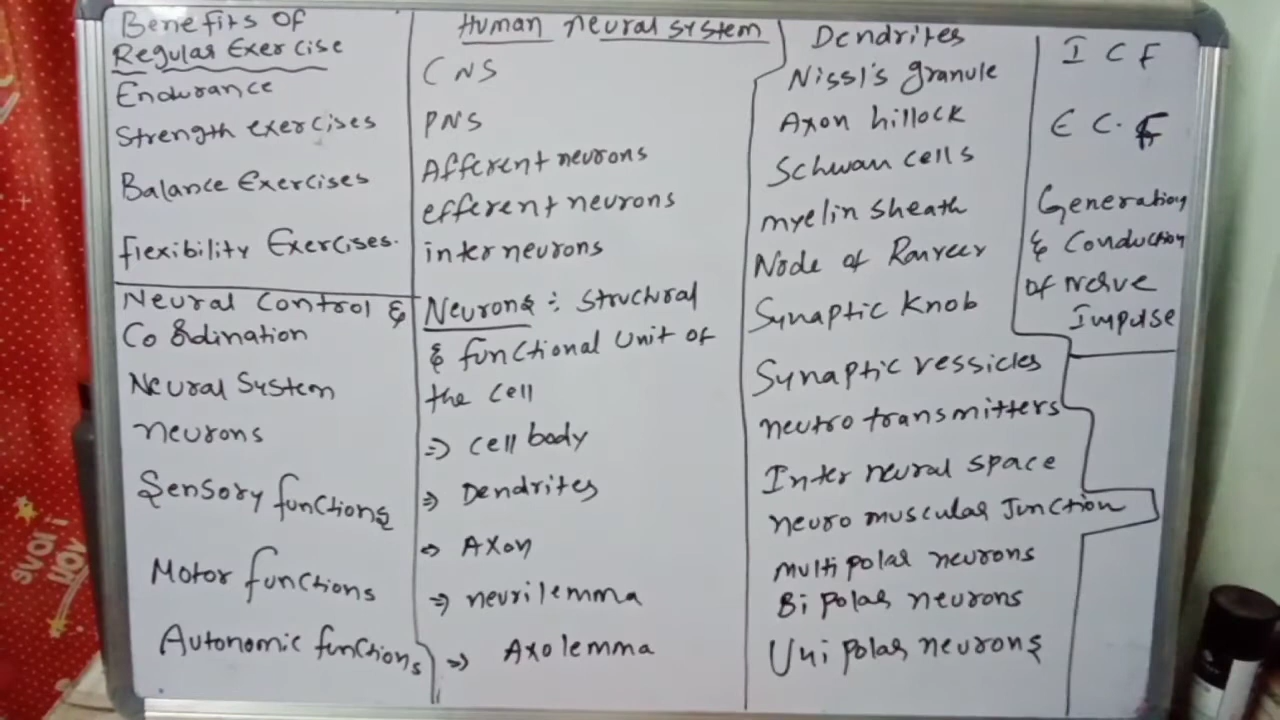 Benefits Of
Regular Exercise
Endurance
Strength exercises
Balance Exercises
flexibility Exercises.
Neural Control &
Co ordination
Neural System
neurons
Sensory functions
Motor functions
Autonomic functions
Human neural system
CNS
PNS
Afferent neurons
efferent neurons
inter neurons
Neurons : Structural
& functional Unit of
the cell
⇒ cell body
⇒ Dendrites
⇒ Axon
⇒ neurilemma
⇒ Axolemma
Dendrites
Nissl's granule
Axon hillock
Schwan cells
myelin sheath
Node of Ranveer
Synaptic Knob
Synaptic vessicles
neutro transmitters
Inter neural space
neuro muscular Junction
multi polar neurons
Bi polar neurons
Uni polar neurons
I C F
E C. F
Generation
& Conduction
of nerve
Impulse